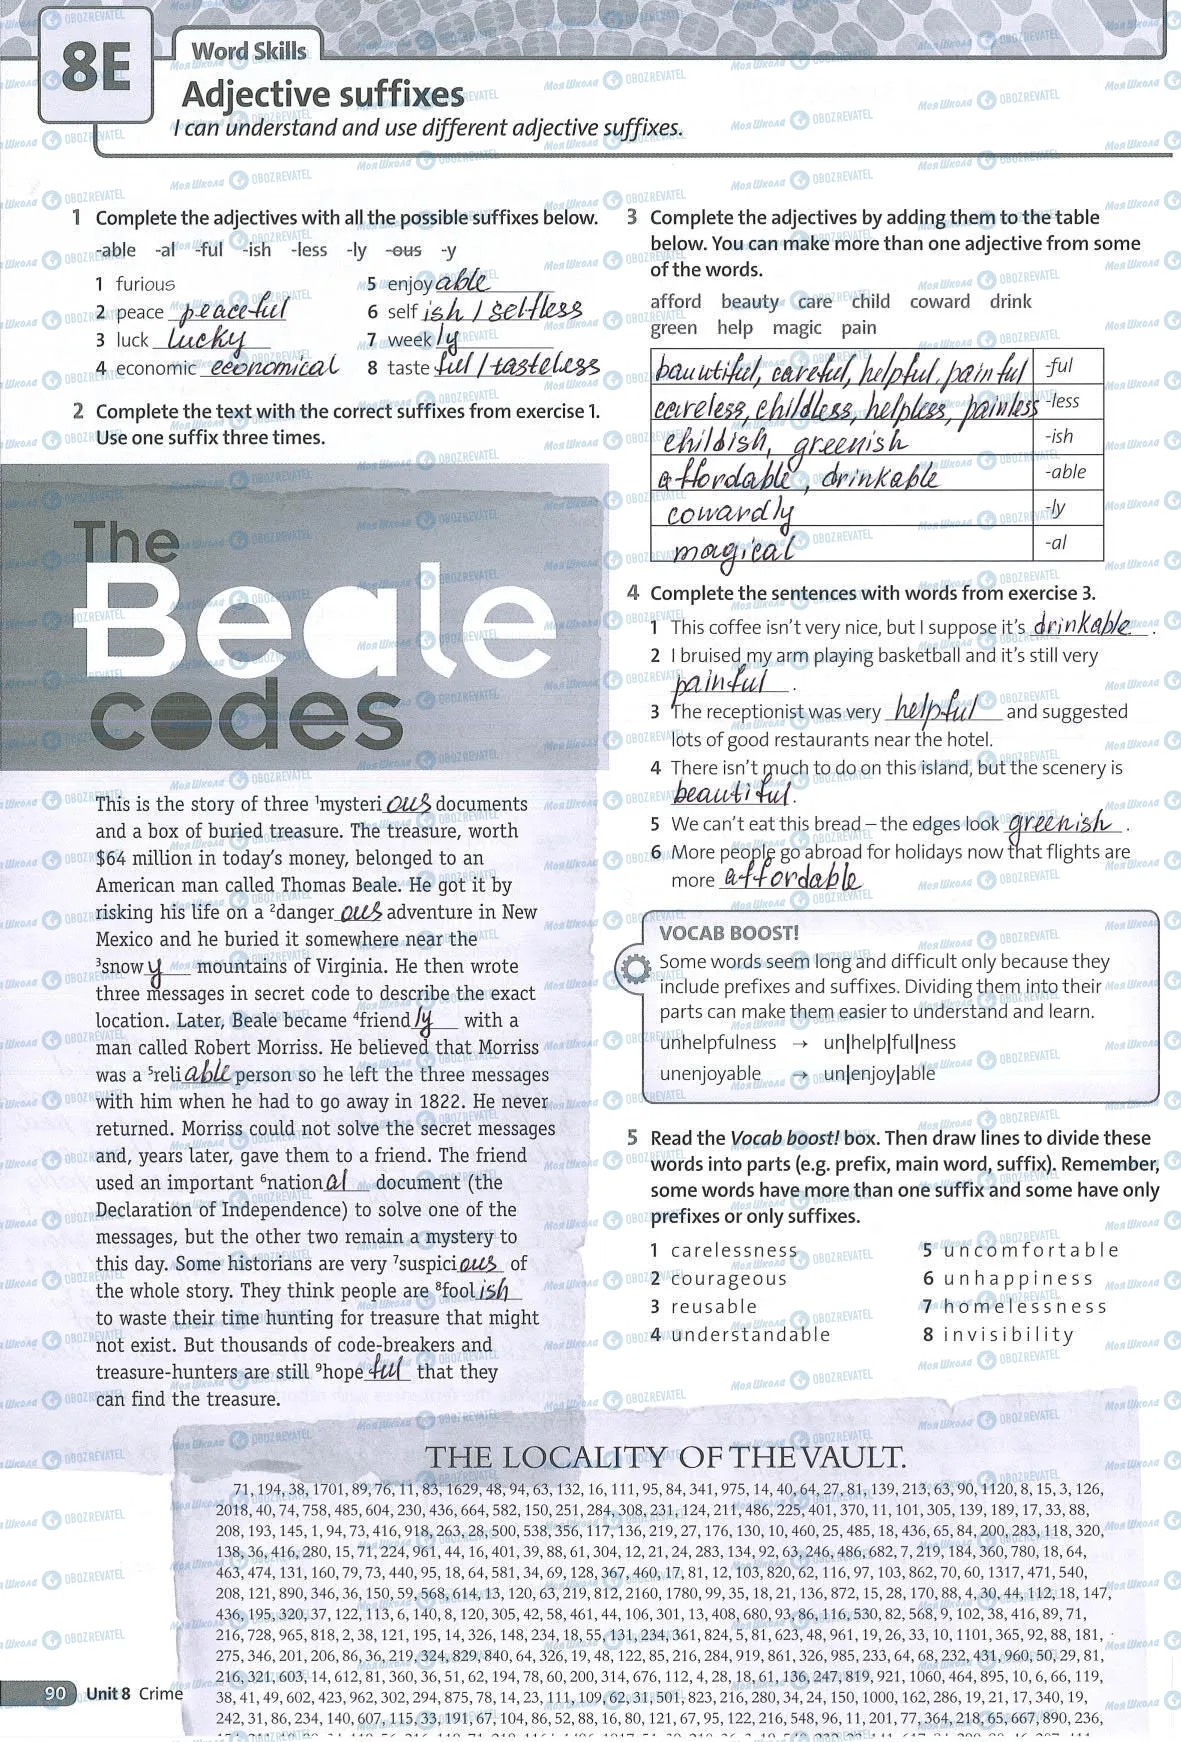 8E
Word Skills
Adjective suffixes
I can understand and use different adjective suffixes.
1 Complete the adjectives with all the possible suffixes below.
-able -al -ful -ish -less -ly -ous -y
1 furious
2 peace peaceful
3 luck lucky
4 economic economical
5 enjoy able
6 self ish / selfless
7 week ly
8 taste ful / tasteless
2 Complete the text with the correct suffixes from exercise 1.
Use one suffix three times.
The
Beale
codes
This is the story of three ¹mysteri ous documents
and a box of buried treasure. The treasure, worth
$64 million in today's money, belonged to an
American man called Thomas Beale. He got it by
risking his life on a ²danger ous adventure in New
Mexico and he buried it somewhere near the
³snow y mountains of Virginia. He then wrote
three messages in secret code to describe the exact
location. Later, Beale became ⁴friend ly with a
man called Robert Morriss. He believed that Morriss
was a ⁵reli able person so he left the three messages
with him when he had to go away in 1822. He never
returned. Morriss could not solve the secret messages
and, years later, gave them to a friend. The friend
used an important ⁶nation al document (the
Declaration of Independence) to solve one of the
messages, but the other two remain a mystery to
this day. Some historians are very ⁷suspici ous of
the whole story. They think people are ⁸fool ish
to waste their time hunting for treasure that might
not exist. But thousands of code-breakers and
treasure-hunters are still ⁹hope ful that they
can find the treasure.
3 Complete the adjectives by adding them to the table
below. You can make more than one adjective from some
of the words.
afford beauty care child coward drink
green help magic pain
bauutiful, careful, helpful, painful -ful
careless, childless, helpless, painless -less
childish, greenish -ish
affordable, drinkable -able
cowardly -ly
magical -al
4 Complete the sentences with words from exercise 3.
1 This coffee isn't very nice, but I suppose it's drinkable .
2 I bruised my arm playing basketball and it's still very
painful .
3 The receptionist was very helpful and suggested
lots of good restaurants near the hotel.
4 There isn't much to do on this island, but the scenery is
beautiful .
5 We can't eat this bread – the edges look greenish .
6 More people go abroad for holidays now that flights are
more affordable
VOCAB BOOST!
Some words seem long and difficult only because they
include prefixes and suffixes. Dividing them into their
parts can make them easier to understand and learn.
unhelpfulness → un|help|ful|ness
unenjoyable → un|enjoy|able
5 Read the Vocab boost! box. Then draw lines to divide these
words into parts (e.g. prefix, main word, suffix). Remember,
some words have more than one suffix and some have only
prefixes or only suffixes.
1 carelessness
2 courageous
3 reusable
4 understandable
5 uncomfortable
6 unhappiness
7 homelessness
8 invisibility
THE LOCALITY OF THE VAULT.
71, 194, 38, 1701, 89, 76, 11, 83, 1629, 48, 94, 63, 132, 16, 111, 95, 84, 341, 975, 14, 40, 64, 27, 81, 139, 213, 63, 90, 1120, 8, 15, 3, 126,
2018, 40, 74, 758, 485, 604, 230, 436, 664, 582, 150, 251, 284, 308, 231, 124, 211, 486, 225, 401, 370, 11, 101, 305, 139, 189, 17, 33, 88,
208, 193, 145, 1, 94, 73, 416, 918, 263, 28, 500, 538, 356, 117, 136, 219, 27, 176, 130, 10, 460, 25, 485, 18, 436, 65, 84, 200, 283, 118, 320,
138, 36, 416, 280, 15, 71, 224, 961, 44, 16, 401, 39, 88, 61, 304, 12, 21, 24, 283, 134, 92, 63, 246, 486, 682, 7, 219, 184, 360, 780, 18, 64,
463, 474, 131, 160, 79, 73, 440, 95, 18, 64, 581, 34, 69, 128, 367, 460, 17, 81, 12, 103, 820, 62, 116, 97, 103, 862, 70, 60, 1317, 471, 540,
208, 121, 890, 346, 36, 150, 59, 568, 614, 13, 120, 63, 219, 812, 2160, 1780, 99, 35, 18, 21, 136, 872, 15, 28, 170, 88, 4, 30, 44, 112, 18, 147,
436, 195, 320, 37, 122, 113, 6, 140, 8, 120, 305, 42, 58, 461, 44, 106, 301, 13, 408, 680, 93, 86, 116, 530, 82, 568, 9, 102, 38, 416, 89, 71,
216, 728, 965, 818, 2, 38, 121, 195, 14, 326, 148, 234, 18, 55, 131, 234, 361, 824, 5, 81, 623, 48, 961, 19, 26, 33, 10, 1101, 365, 92, 88, 181,
275, 346, 201, 206, 86, 36, 219, 324, 829, 840, 64, 326, 19, 48, 122, 85, 216, 284, 919, 861, 326, 985, 233, 64, 68, 232, 431, 960, 50, 29, 81,
216, 321, 603, 14, 612, 81, 360, 36, 51, 62, 194, 78, 60, 200, 314, 676, 112, 4, 28, 18, 61, 136, 247, 819, 921, 1060, 464, 895, 10, 6, 66, 119,
38, 41, 49, 602, 423, 962, 302, 294, 875, 78, 14, 23, 111, 109, 62, 31, 501, 823, 216, 280, 34, 24, 150, 1000, 162, 286, 19, 21, 17, 340, 19,
242, 31, 86, 234, 140, 607, 115, 33, 191, 67, 104, 86, 52, 88, 16, 80, 121, 67, 95, 122, 216, 548, 96, 11, 201, 77, 364, 218, 65, 667, 890, 236,
90 Unit 8 Crime
Моя Школа OBOZREVATEL